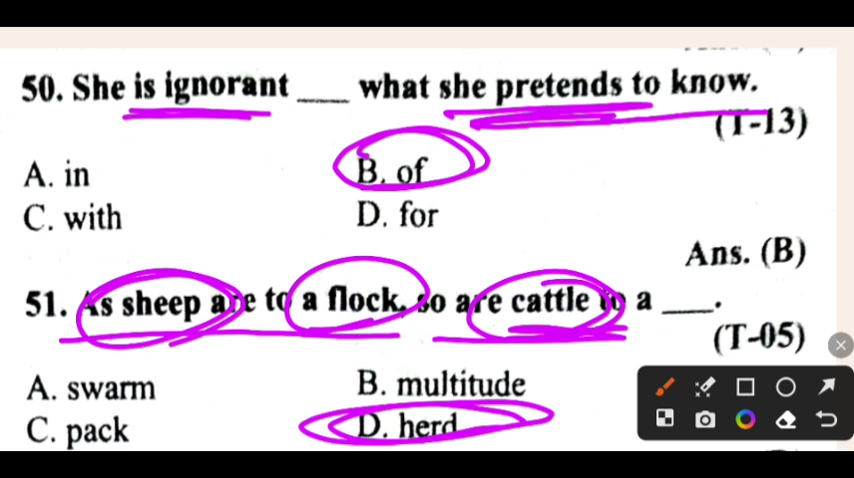 50. She is ignorant ___ what she pretends to know.
(T-13)
A. in
B. of
C. with
D. for
Ans. (B)
51. As sheep are to a flock, so are cattle to a ___.
(T-05)
A. swarm
B. multitude
C. pack
D. herd